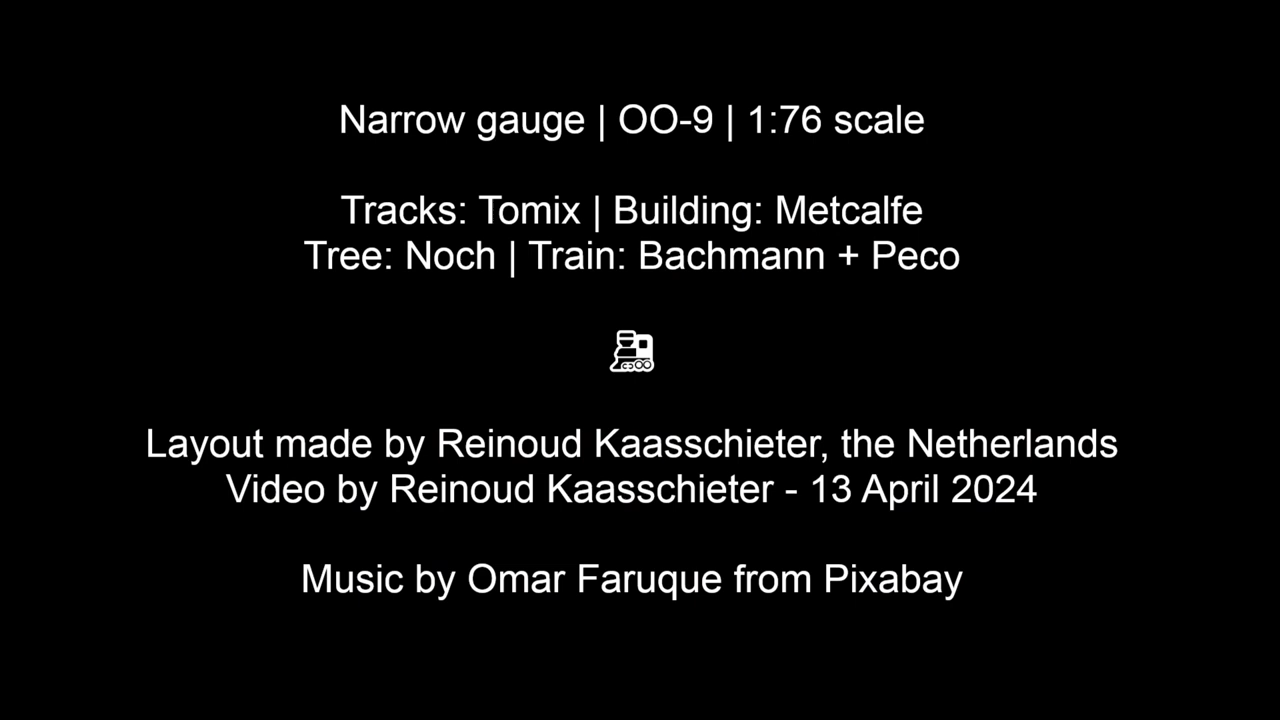 Narrow gauge | OO-9 | 1:76 scale
Tracks: Tomix | Building: Metcalfe
Tree: Noch | Train: Bachmann + Peco
Layout made by Reinoud Kaasschieter, the Netherlands
Video by Reinoud Kaasschieter - 13 April 2024
Music by Omar Faruque from Pixabay